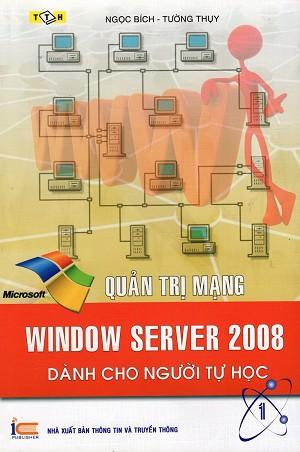 TTH
NGỌC BÍCH - TƯỜNG THỤY
WWW
Microsoft
QUẢN TRỊ MẠNG
WINDOW SERVER 2008
DÀNH CHO NGƯỜI TỰ HỌC
1
ic
PUBLISHER
NHÀ XUẤT BẢN THÔNG TIN VÀ TRUYỀN THÔNG